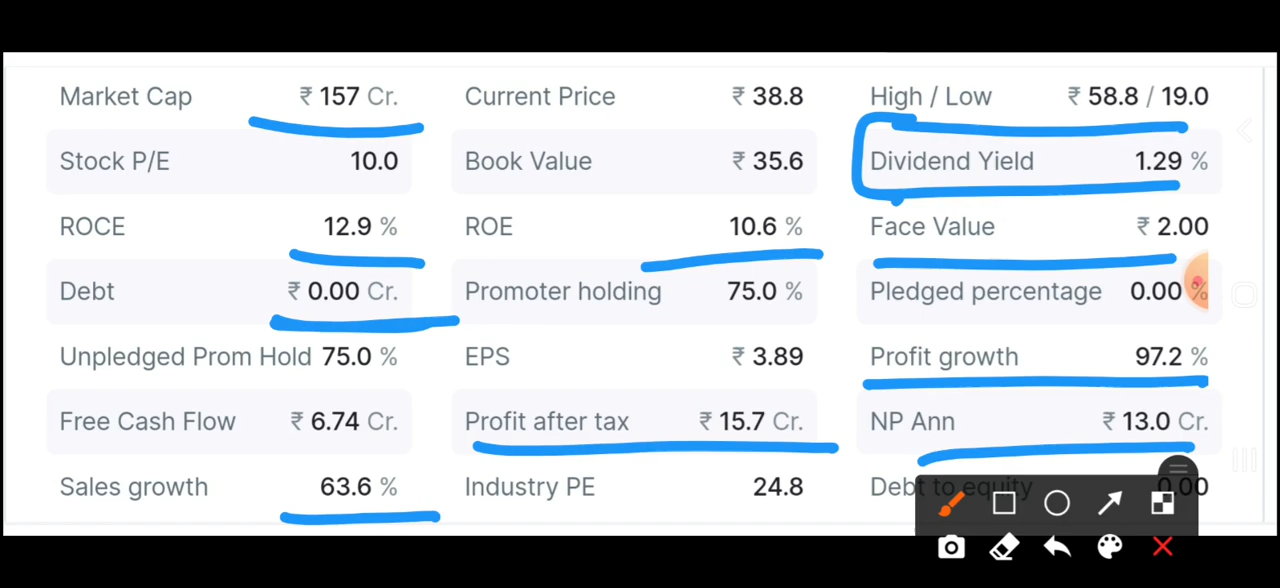 Market Cap ₹ 157 Cr. Current Price ₹ 38.8 High / Low ₹ 58.8 / 19.0
Stock P/E 10.0 Book Value ₹ 35.6 Dividend Yield 1.29 %
ROCE 12.9 % ROE 10.6 % Face Value ₹ 2.00
Debt ₹ 0.00 Cr. Promoter holding 75.0 % Pledged percentage 0.00 %
Unpledged Prom Hold 75.0 % EPS ₹ 3.89 Profit growth 97.2 %
Free Cash Flow ₹ 6.74 Cr. Profit after tax ₹ 15.7 Cr. NP Ann ₹ 13.0 Cr.
Sales growth 63.6 % Industry PE 24.8 Debt to equity 0.00